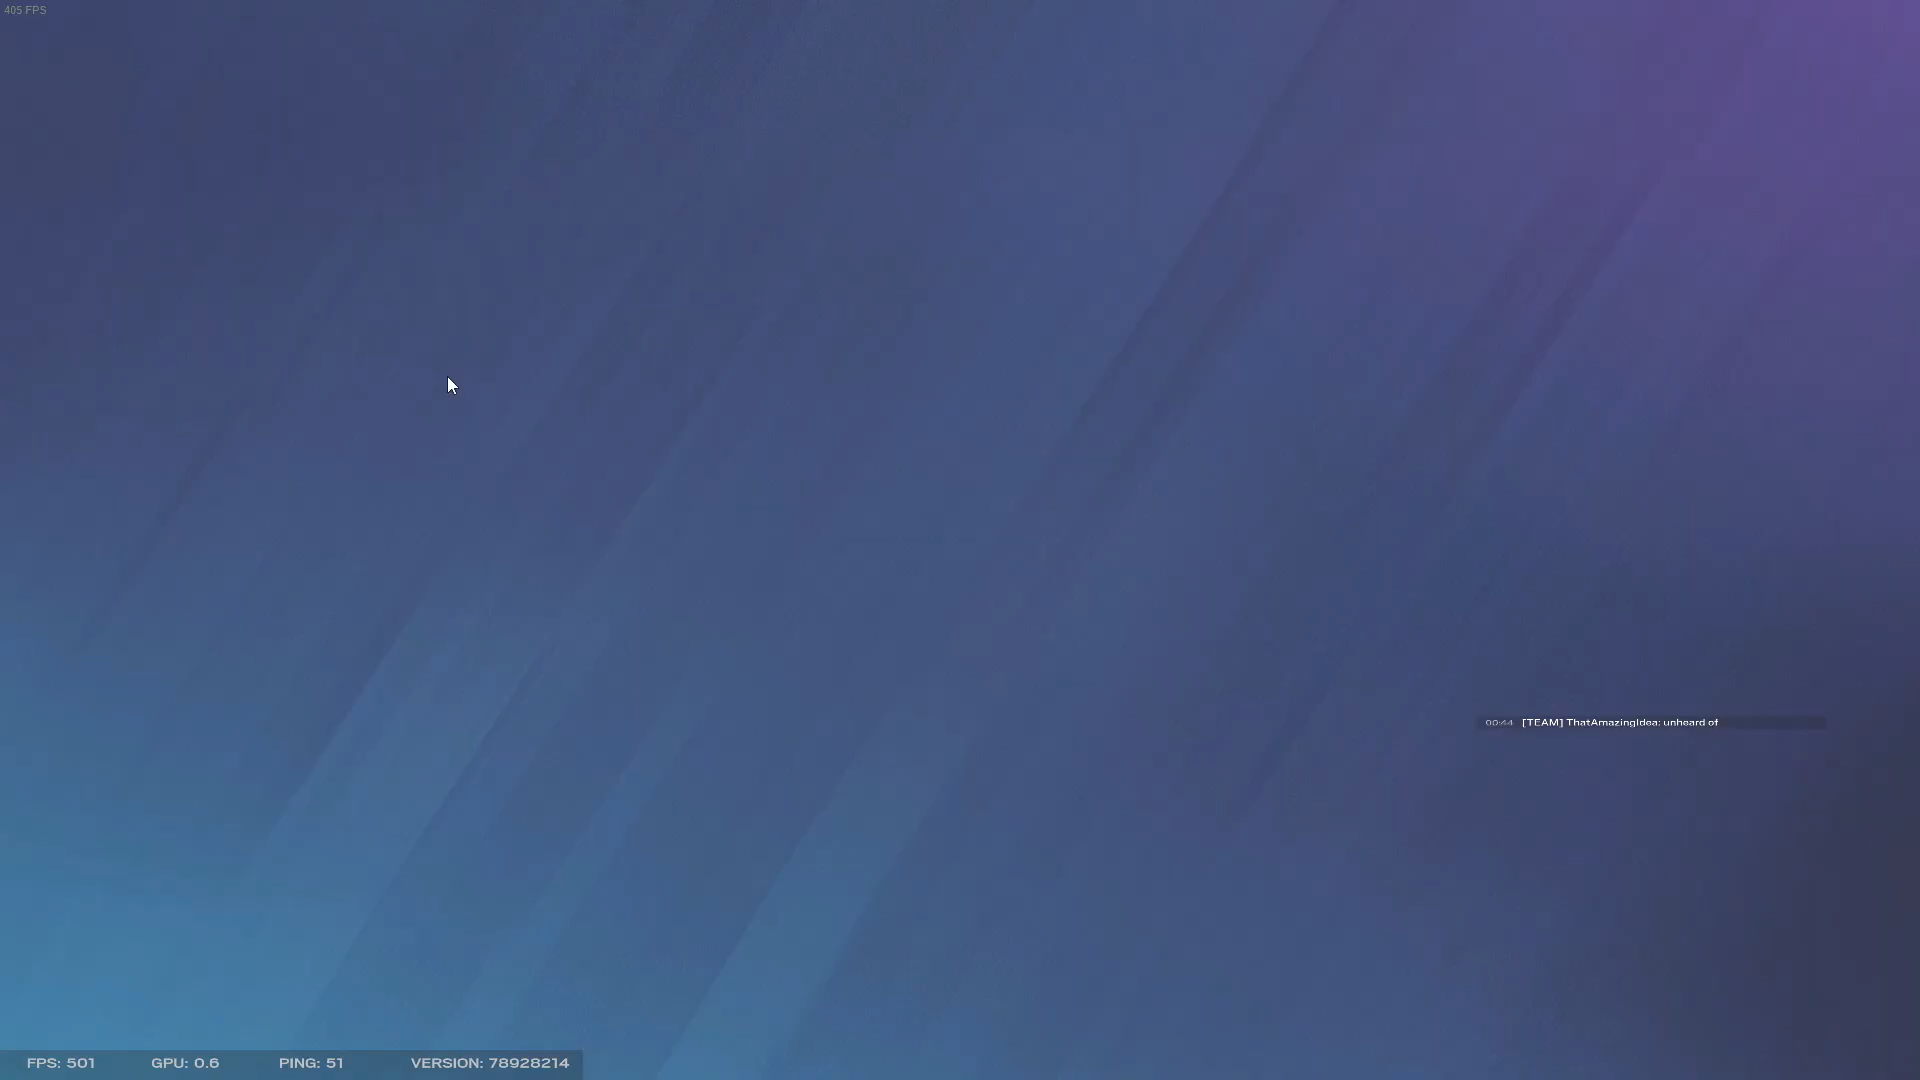 405 FPS
00:44 [TEAM] ThatAmazingIdea: unheard of
FPS: 501 GPU: 0.6 PING: 51 VERSION: 78928214